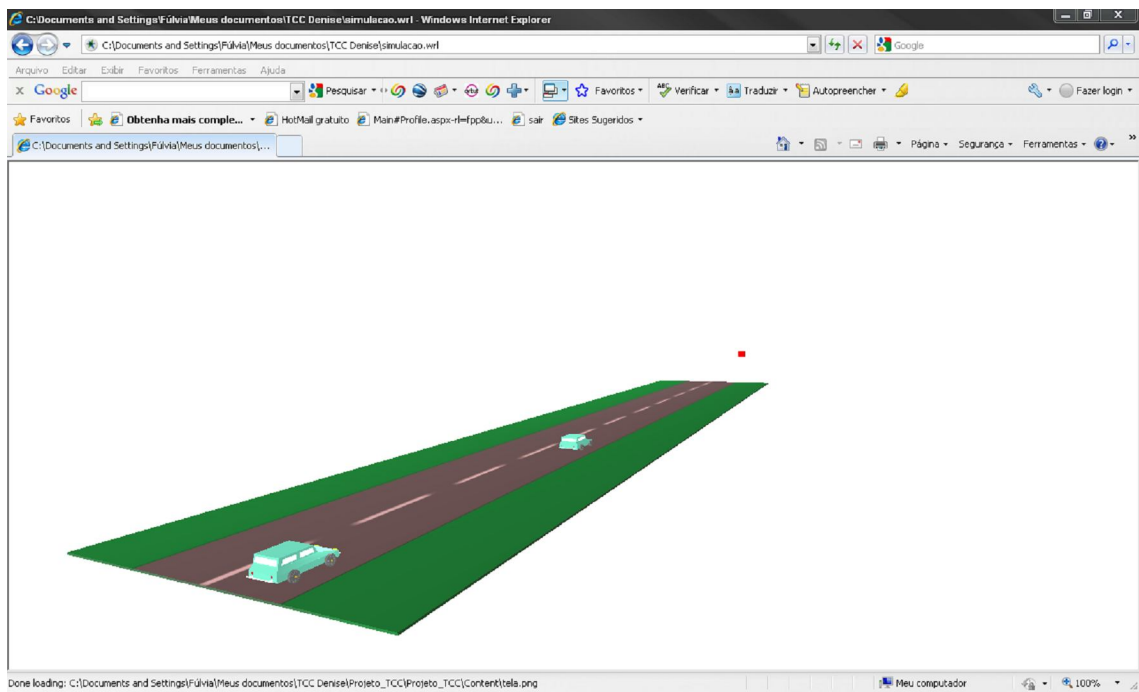 C:\Documents and Settings\Fúlvia\Meus documentos\TCC Denise\simulacao.wrl - Windows Internet Explorer
C:\Documents and Settings\Fúlvia\Meus documentos\TCC Denise\simulacao.wrl Google
Arquivo Editar Exibir Favoritos Ferramentas Ajuda
x Google Pesquisar Favoritos Verificar Traduzir Autopreencher Fazer login
Favoritos Obtenha mais comple... HotMail gratuito Main#Profile.aspx-rl=fpp8u... sair Sites Sugeridos
C:\Documents and Settings\Fúlvia\Meus documentos\... Página Segurança Ferramentas
Done loading: C:\Documents and Settings\Fúlvia\Meus documentos\TCC Denise\Projeto_TCC\Projeto_TCC\Content\tela.png Meu computador 100%